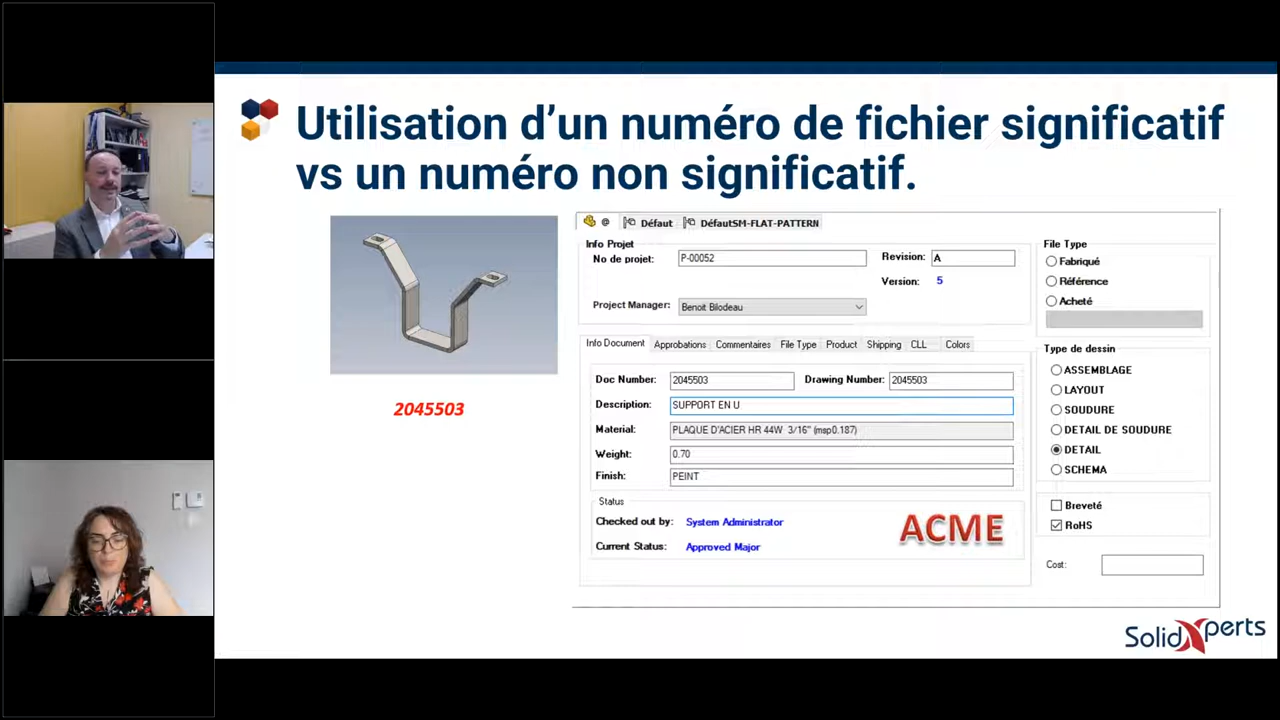 Utilisation d'un numéro de fichier significatif
vs un numéro non significatif.
2045503
@ Défaut DéfautSM-FLAT-PATTERN
Info Projet
No de projet: P-00052
Revision: A
Version: 5
Project Manager: Benoit Bilodeau
Info Document Approbations Commentaires File Type Product Shipping CLL Colors
Doc Number: 2045503 Drawing Number: 2045503
Description: SUPPORT EN U
Material: PLAQUE D'ACIER HR 44W 3/16" (msp0.187)
Weight: 0.70
Finish: PEINT
Status
Checked out by: System Administrator
Current Status: Approved Major
ACME
File Type
Fabriqué
Référence
Acheté
Type de dessin
ASSEMBLAGE
LAYOUT
SOUDURE
DETAIL DE SOUDURE
DETAIL
SCHEMA
Breveté
RoHS
Cost:
SolidXperts